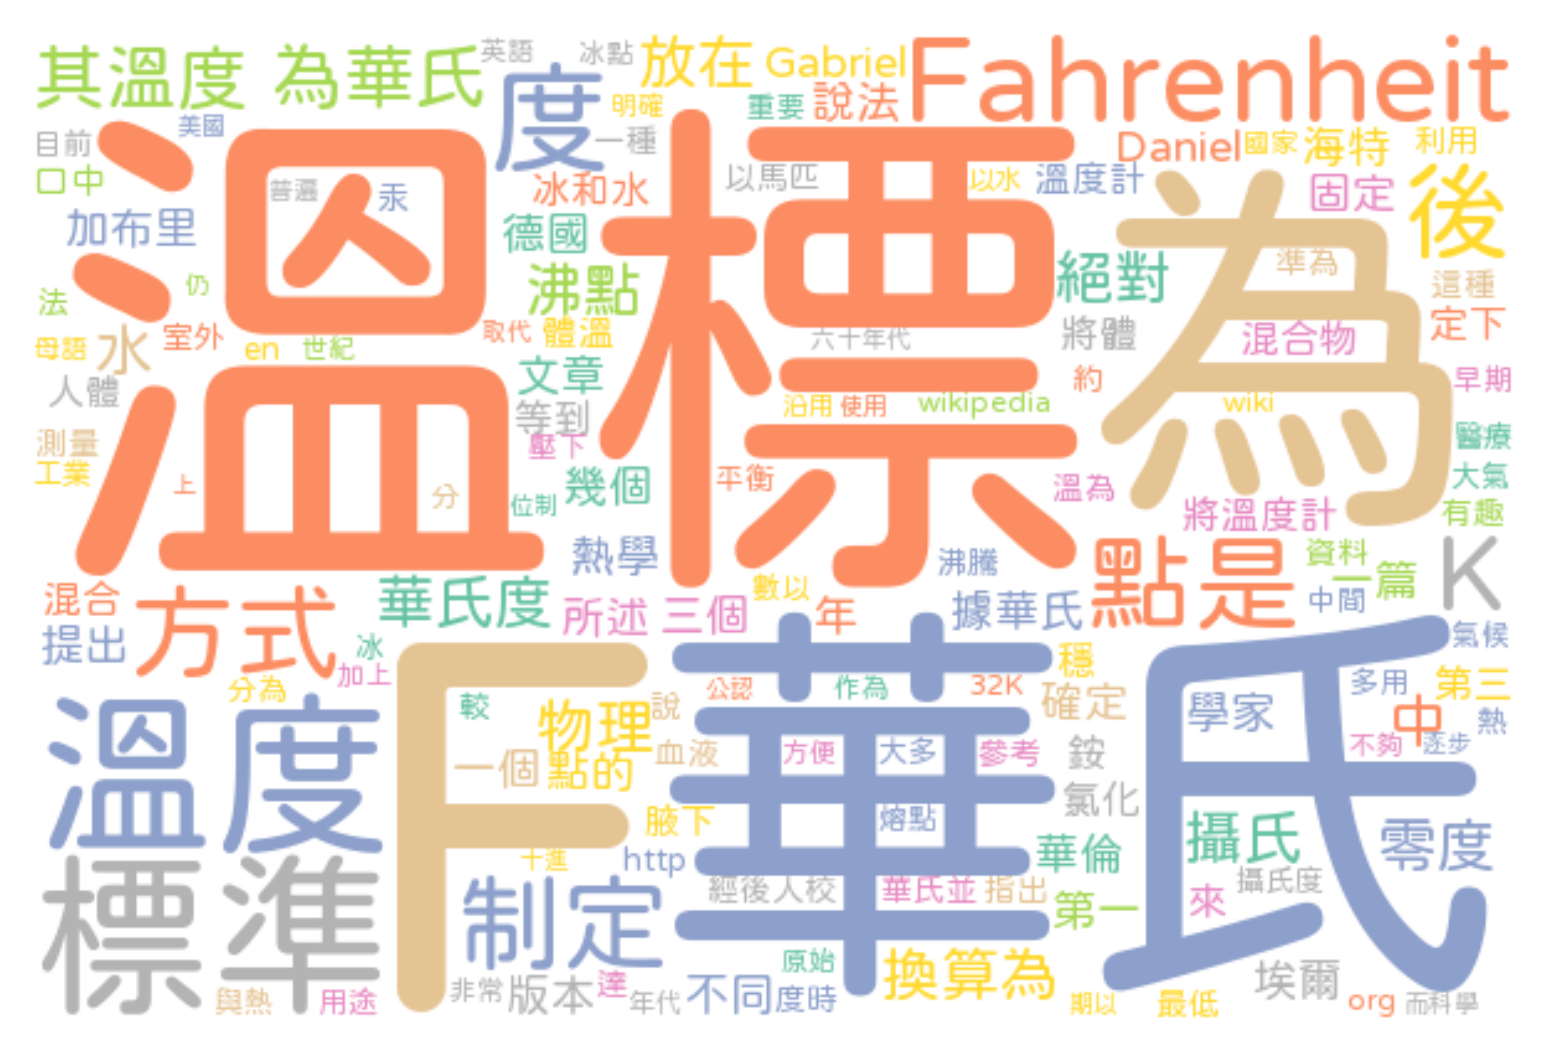 其溫度 為華氏 英語 冰點 放在 Gabriel Fahrenheit
度 明確 重要 說法
目前 美國 一種 Daniel 國家 海特 利用
口中 普遍 汞 冰和水 以馬匹 以水 溫度計 固定 後
加布里 德國
溫 標 為
法 仍 沸點 絕對 準為 這種
母語 水 室外 en 世紀 取代 體溫 六十年代 將體 混合物 定下
人體 文章 沿用 使用 wikipedia 約 wiki 早期
測量 等到 壓下 醫療
工業 上 分 位制 幾個 平衡 溫為 將溫度計 大氣
有趣
熱學 沸騰 點是 資料 K
混合 方式 華氏度 所述 三個 數以 年 據華氏 中間 一篇
提出 冰 加上 氣候
分為 F 較 說 公認 作為 32K 穩 確定 多用 第三
溫度 物理 華氏 學家 中 熱
一個 點的 血液 方便 大多 參考 銨 不夠 逐步
腋下 熔點 氯化
標準 十進 http 華倫 攝氏 零度
制定 經後人校 華氏並 指出 第一 來 攝氏度
原始
與熱 用途 非常 版本 達 年代 不同 度時 換算為 期以 最低 埃爾 org 而科學